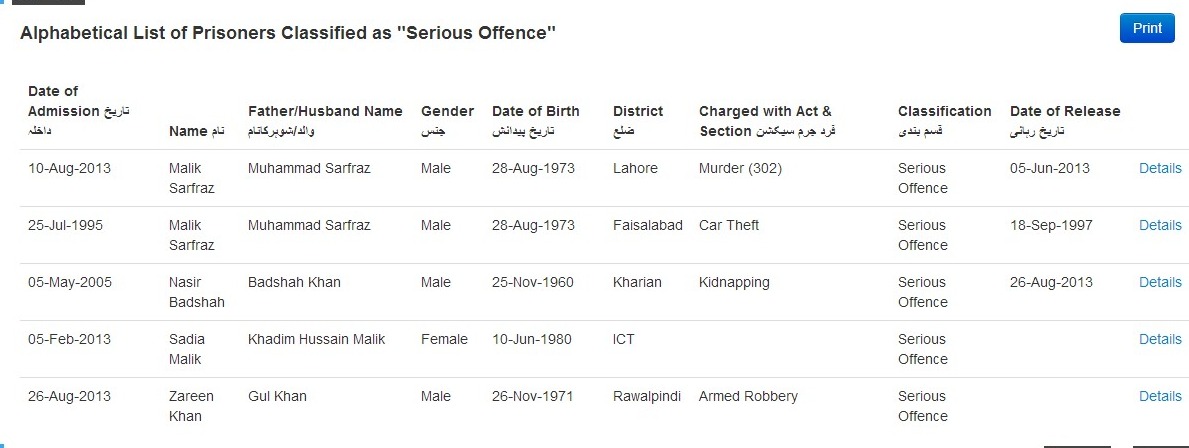 Alphabetical List of Prisoners Classified as "Serious Offence"
Print
Date of
Admission تاریخ
داخلہ
Name نام
Father/Husband Name
والد/شوہرکانام
Gender
جنس
Date of Birth
تاریخ پیدائش
District
ضلع
Charged with Act &
Section فرد جرم سیکشن
Classification
قسم بندی
Date of Release
تاریخ رہائی
10-Aug-2013 Malik Muhammad Sarfraz Male 28-Aug-1973 Lahore Murder (302) Serious 05-Jun-2013 Details
Sarfraz Offence
25-Jul-1995 Malik Muhammad Sarfraz Male 28-Aug-1973 Faisalabad Car Theft Serious 18-Sep-1997 Details
Sarfraz Offence
05-May-2005 Nasir Badshah Khan Male 25-Nov-1960 Kharian Kidnapping Serious 26-Aug-2013 Details
Badshah Offence
05-Feb-2013 Sadia Khadim Hussain Malik Female 10-Jun-1980 ICT Serious Details
Malik Offence
26-Aug-2013 Zareen Gul Khan Male 26-Nov-1971 Rawalpindi Armed Robbery Serious Details
Khan Offence